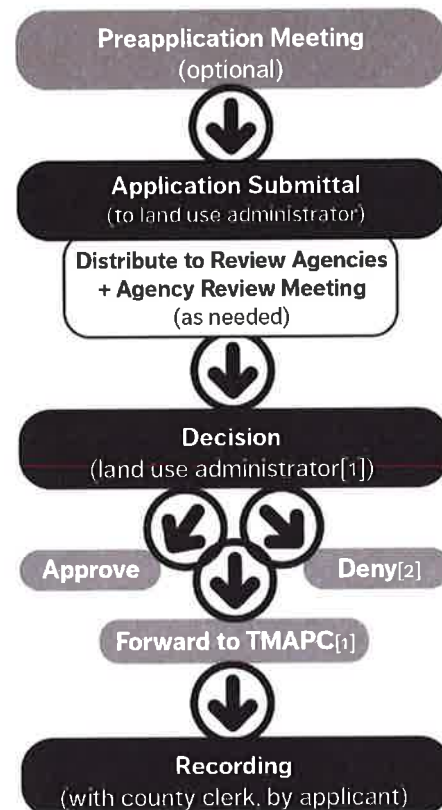 Preapplication Meeting
(optional)
Application Submittal
(to land use administrator)
Distribute to Review Agencies
+ Agency Review Meeting
(as needed)
Decision
(land use administrator[1])
Approve
Deny[2]
Forward to TMAPC[1]
Recording
(with county clerk, by applicant)